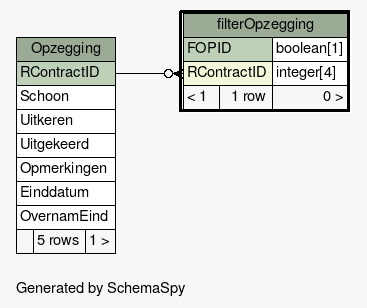 filterOpzegging
FOPID boolean[1]
RContractID integer[4]
< 1 1 row 0 >
Opzegging
RContractID
Schoon
Uitkeren
Uitgekeerd
Opmerkingen
Einddatum
OvernamEind
5 rows 1 >
Generated by SchemaSpy